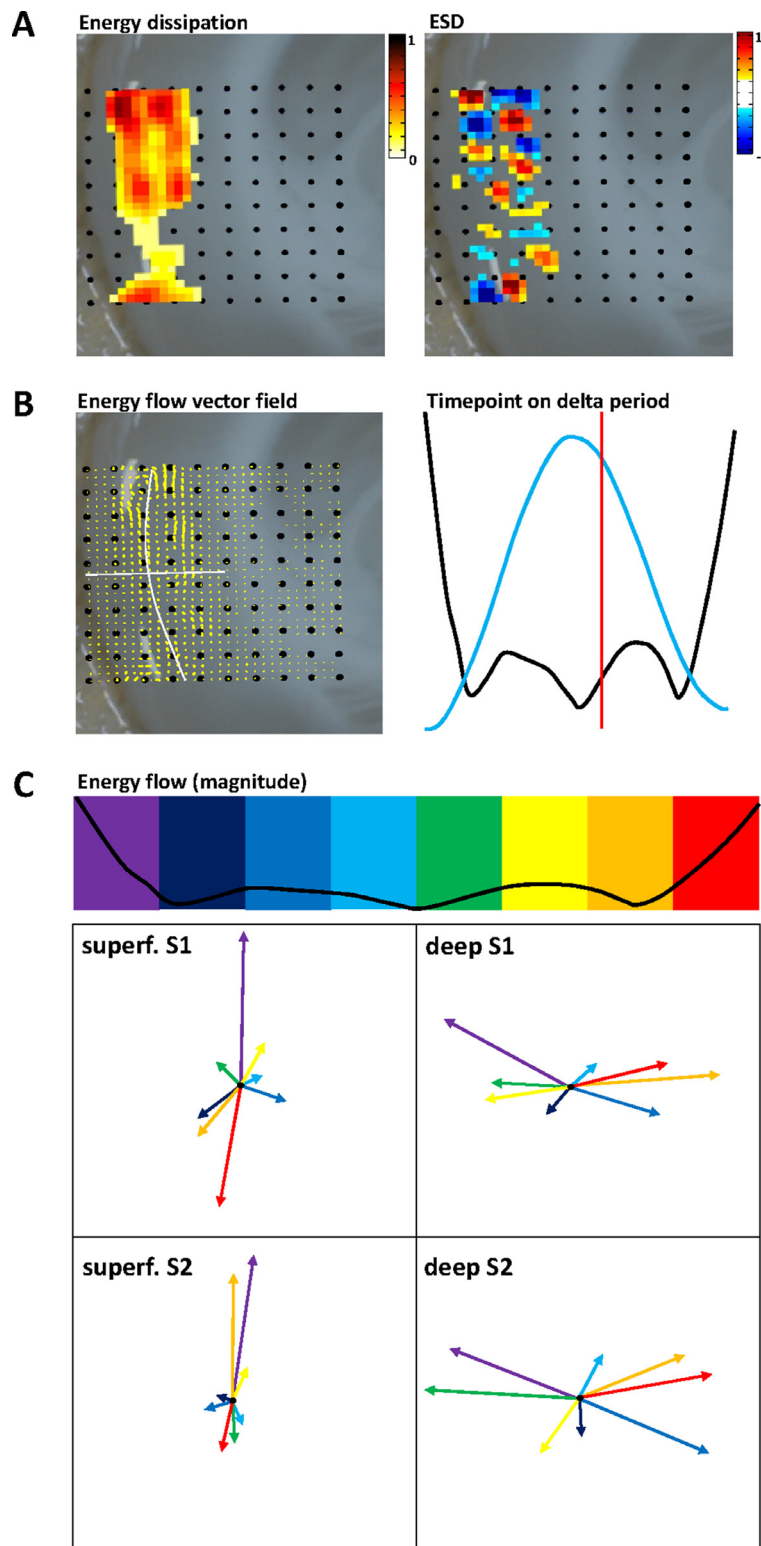 A
Energy dissipation
1
0
ESD
1
-
B
Energy flow vector field
Timepoint on delta period
C
Energy flow (magnitude)
superf. S1
deep S1
superf. S2
deep S2